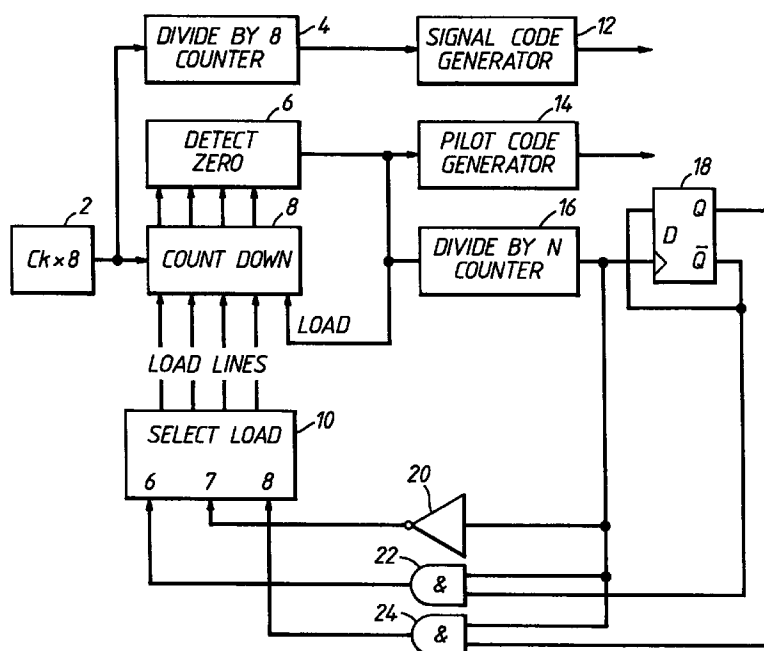 DIVIDE BY 8
COUNTER
4
SIGNAL CODE
GENERATOR
12
6
DETECT
ZERO
14
PILOT CODE
GENERATOR
2
Ck×8
8
COUNT DOWN
16
DIVIDE BY N
COUNTER
18
Q
D
Q̄
LOAD
LOAD LINES
10
SELECT LOAD
6 7 8
20
22
&
24
&